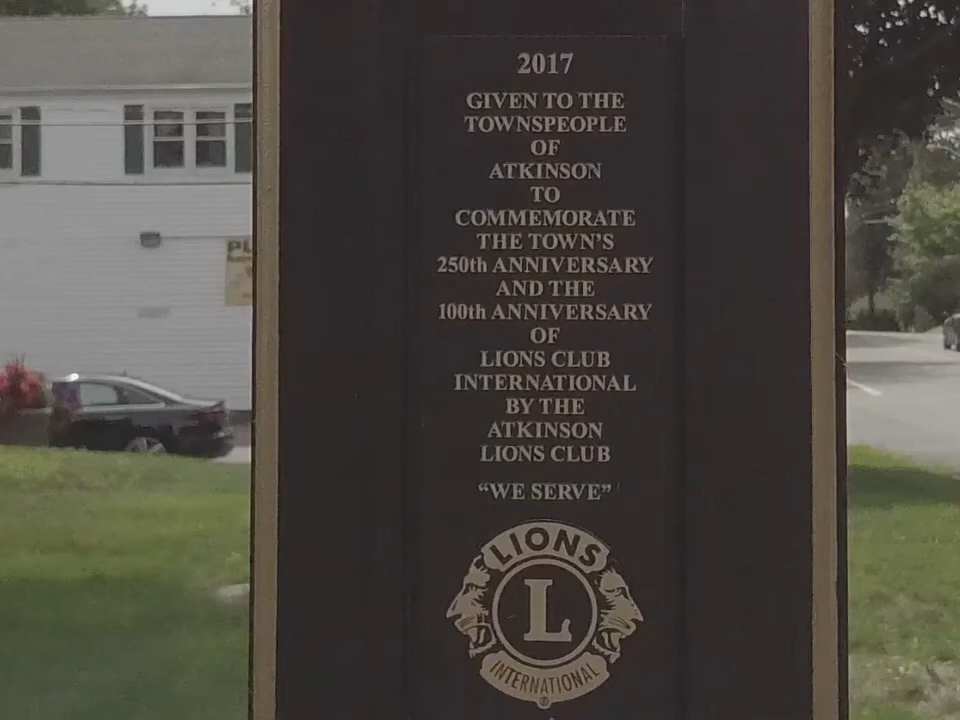 2017
GIVEN TO THE
TOWNSPEOPLE
OF
ATKINSON
TO
COMMEMORATE
THE TOWN'S
250th ANNIVERSARY
AND THE
100th ANNIVERSARY
OF
LIONS CLUB
INTERNATIONAL
BY THE
ATKINSON
LIONS CLUB
“WE SERVE”
LIONS
L
INTERNATIONAL
®